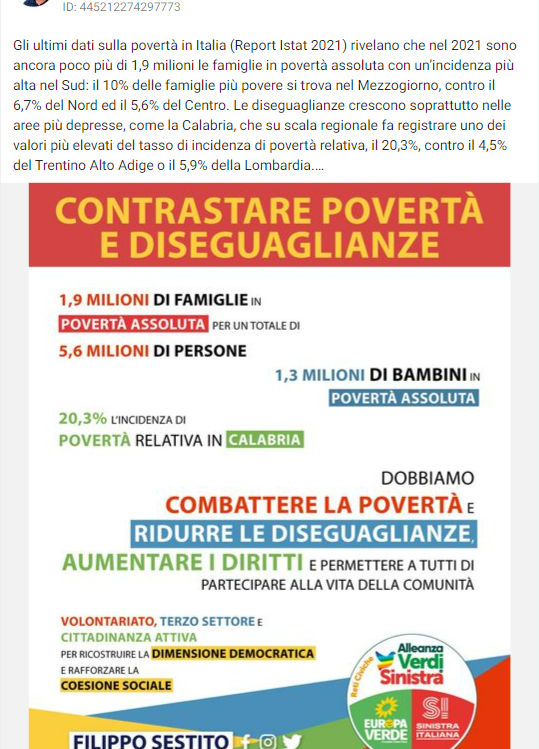 ID: 445212274297773
Gli ultimi dati sulla povertà in Italia (Report Istat 2021) rivelano che nel 2021 sono
ancora poco più di 1,9 milioni le famiglie in povertà assoluta con un'incidenza più
alta nel Sud: il 10% delle famiglie più povere si trova nel Mezzogiorno, contro il
6,7% del Nord ed il 5,6% del Centro. Le diseguaglianze crescono soprattutto nelle
aree più depresse, come la Calabria, che su scala regionale fa registrare uno dei
valori più elevati del tasso di incidenza di povertà relativa, il 20,3%, contro il 4,5%
del Trentino Alto Adige o il 5,9% della Lombardia....
CONTRASTARE POVERTÀ
E DISEGUAGLIANZE
1,9 MILIONI DI FAMIGLIE IN
POVERTÀ ASSOLUTA PER UN TOTALE DI
5,6 MILIONI DI PERSONE
1,3 MILIONI DI BAMBINI IN
POVERTÀ ASSOLUTA
20,3% L'INCIDENZA DI
POVERTÀ RELATIVA IN CALABRIA
DOBBIAMO
COMBATTERE LA POVERTÀ E
RIDURRE LE DISEGUAGLIANZE,
AUMENTARE I DIRITTI E PERMETTERE A TUTTI DI
PARTECIPARE ALLA VITA DELLA COMUNITÀ
VOLONTARIATO, TERZO SETTORE E
CITTADINANZA ATTIVA
PER RICOSTRUIRE LA DIMENSIONE DEMOCRATICA
E RAFFORZARE LA
COESIONE SOCIALE
Reti Civiche
Alleanza
Verdi
Sinistra
EUROPA
VERDE
SI
SINISTRA
ITALIANA
FILIPPO SESTITO